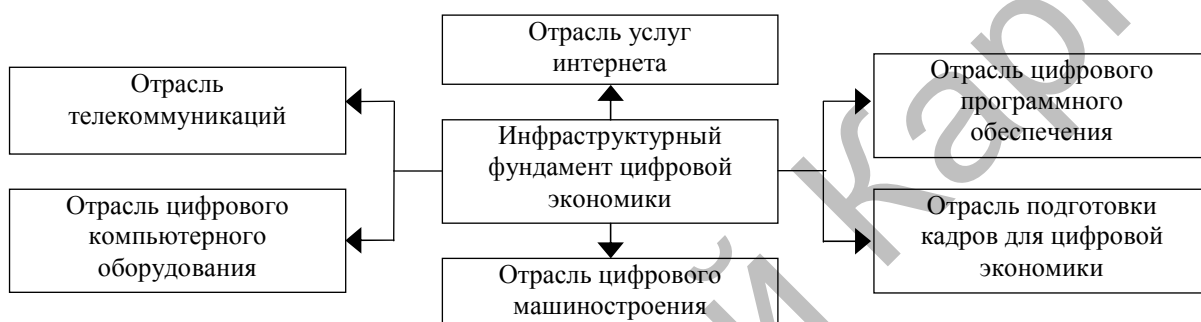 Отрасль услуг
интернета
Отрасль
телекоммуникаций
Инфраструктурный
фундамент цифровой
экономики
Отрасль цифрового
программного
обеспечения
Отрасль цифрового
компьютерного
оборудования
Отрасль цифрового
машиностроения
Отрасль подготовки
кадров для цифровой
экономики
й Кар